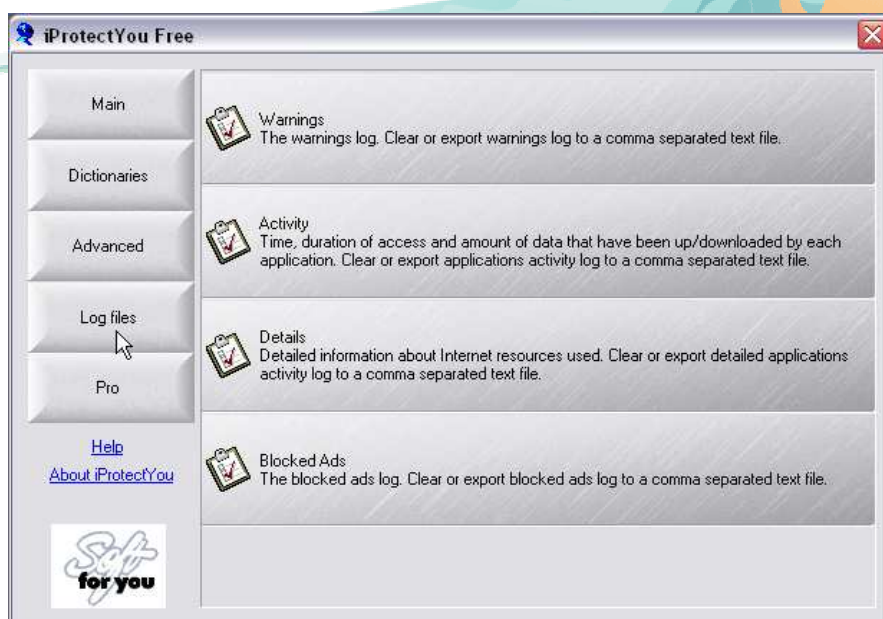 iProtectYou Free
Main
Dictionaries
Advanced
Log files
Pro
Help
About iProtectYou
Soft
for you
Warnings
The warnings log. Clear or export warnings log to a comma separated text file.
Activity
Time, duration of access and amount of data that have been up/downloaded by each
application. Clear or export applications activity log to a comma separated text file.
Details
Detailed information about Internet resources used. Clear or export detailed applications
activity log to a comma separated text file.
Blocked Ads
The blocked ads log. Clear or export blocked ads log to a comma separated text file.